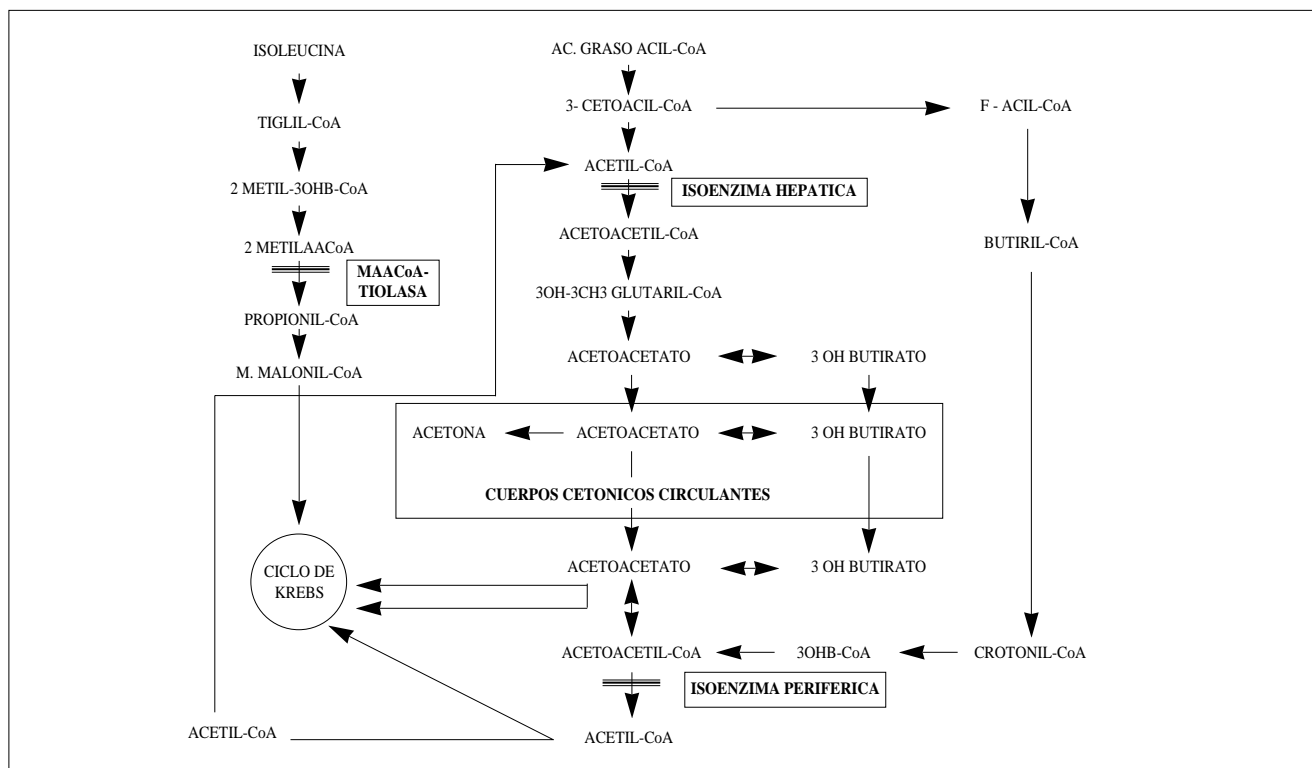 ISOLEUCINA
TIGLIL-CoA
2 METIL-3OHB-CoA
2 METILAACoA
MAACoA-
TIOLASA
PROPIONIL-CoA
M. MALONIL-CoA
CICLO DE
KREBS
ACETIL-CoA
AC. GRASO ACIL-CoA
3- CETOACIL-CoA
ACETIL-CoA
ISOENZIMA HEPATICA
ACETOACETIL-CoA
3OH-3CH3 GLUTARIL-CoA
ACETOACETATO
3 OH BUTIRATO
ACETONA
ACETOACETATO
3 OH BUTIRATO
CUERPOS CETONICOS CIRCULANTES
ACETOACETATO
3 OH BUTIRATO
ACETOACETIL-CoA
3OHB-CoA
CROTONIL-CoA
ISOENZIMA PERIFERICA
ACETIL-CoA
F - ACIL-CoA
BUTIRIL-CoA